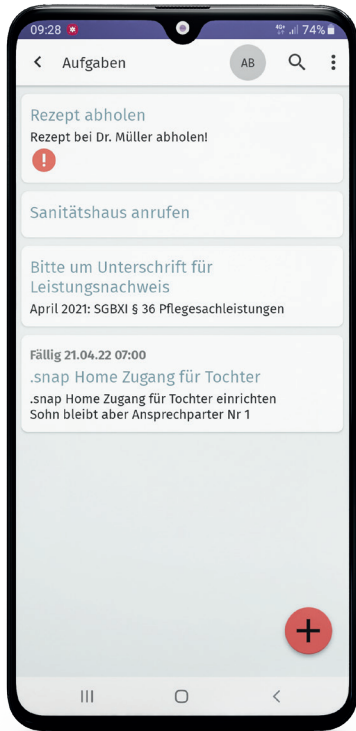 09:28 4G+ 74%
Aufgaben AB
Rezept abholen
Rezept bei Dr. Müller abholen!
!
Sanitätshaus anrufen
Bitte um Unterschrift für
Leistungsnachweis
April 2021: SGBXI § 36 Pflegesachleistungen
Fällig 21.04.22 07:00
.snap Home Zugang für Tochter
.snap Home Zugang für Tochter einrichten
Sohn bleibt aber Ansprechparter Nr 1